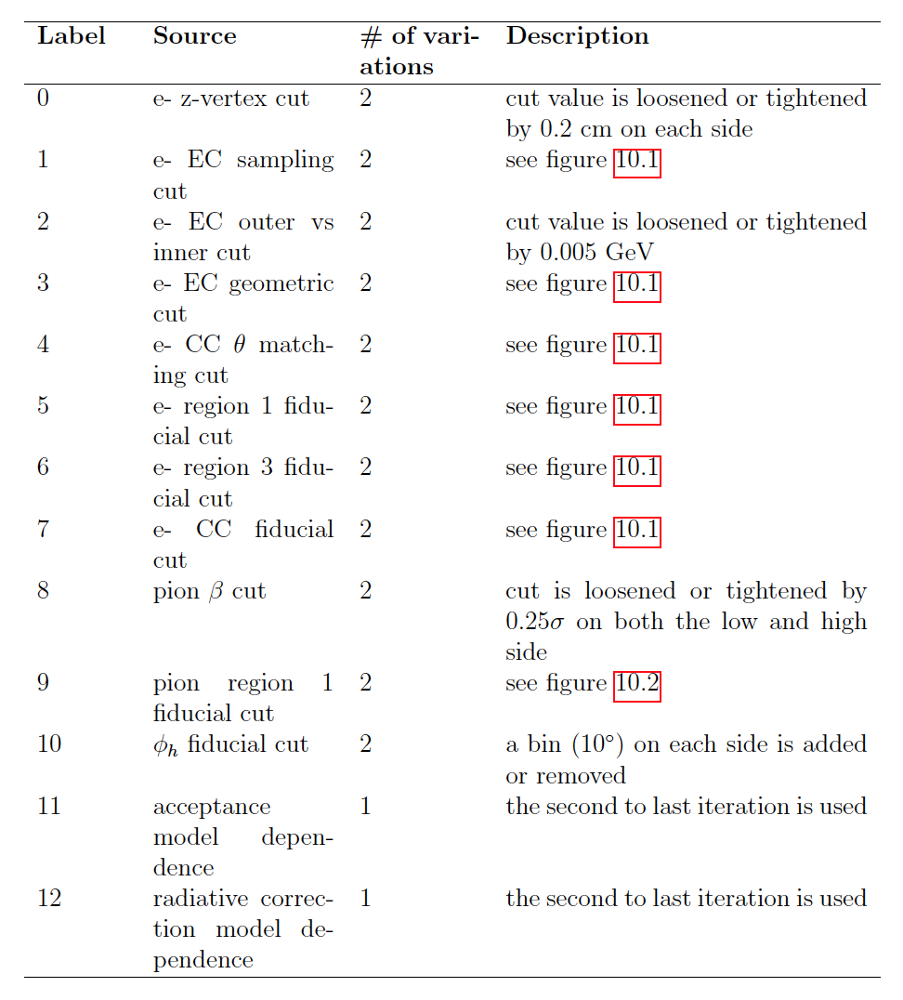 Label Source # of vari- Description
ations
0 e- z-vertex cut 2 cut value is loosened or tightened
by 0.2 cm on each side
1 e- EC sampling 2 see figure 10.1
cut
2 e- EC outer vs 2 cut value is loosened or tightened
inner cut by 0.005 GeV
3 e- EC geometric 2 see figure 10.1
cut
4 e- CC θ match- 2 see figure 10.1
ing cut
5 e- region 1 fidu- 2 see figure 10.1
cial cut
6 e- region 3 fidu- 2 see figure 10.1
cial cut
7 e- CC fiducial 2 see figure 10.1
cut
8 pion β cut 2 cut is loosened or tightened by
0.25σ on both the low and high
side
9 pion region 1 2 see figure 10.2
fiducial cut
10 ϕh fiducial cut 2 a bin (10°) on each side is added
or removed
11 acceptance 1 the second to last iteration is used
model depen-
dence
12 radiative correc- 1 the second to last iteration is used
tion model de-
pendence